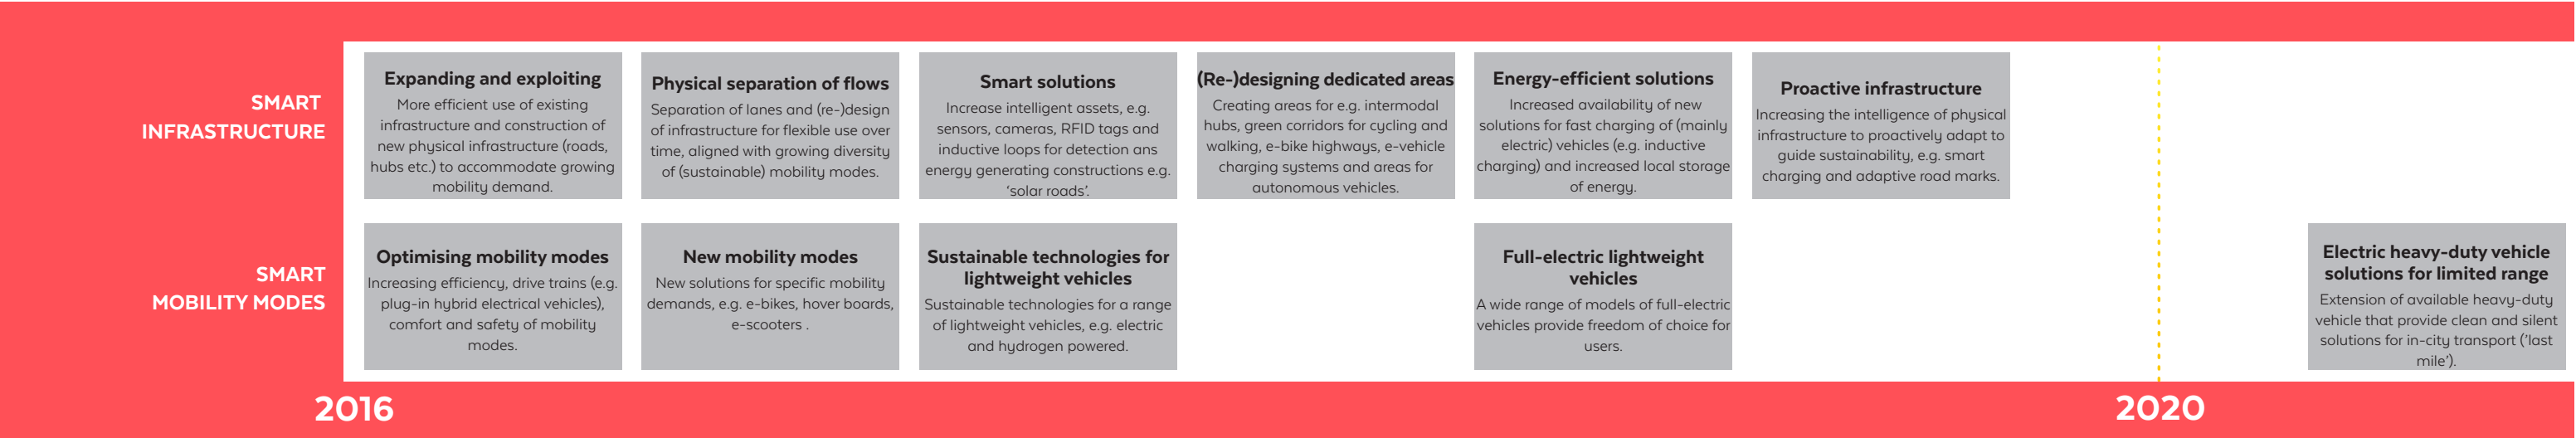 SMART
INFRASTRUCTURE
Expanding and exploiting
More efficient use of existing
infrastructure and construction of
new physical infrastructure (roads,
hubs etc.) to accommodate growing
mobility demand.
Physical separation of flows
Separation of lanes and (re-)design
of infrastructure for flexible use over
time, aligned with growing diversity
of (sustainable) mobility modes.
Smart solutions
Increase intelligent assets, e.g.
sensors, cameras, RFID tags and
inductive loops for detection ans
energy generating constructions e.g.
‘solar roads’.
(Re-)designing dedicated areas
Creating areas for e.g. intermodal
hubs, green corridors for cycling and
walking, e-bike highways, e-vehicle
charging systems and areas for
autonomous vehicles.
Energy-efficient solutions
Increased availability of new
solutions for fast charging of (mainly
electric) vehicles (e.g. inductive
charging) and increased local storage
of energy.
Proactive infrastructure
Increasing the intelligence of physical
infrastructure to proactively adapt to
guide sustainability, e.g. smart
charging and adaptive road marks.
SMART
MOBILITY MODES
Optimising mobility modes
Increasing efficiency, drive trains (e.g.
plug-in hybrid electrical vehicles),
comfort and safety of mobility
modes.
New mobility modes
New solutions for specific mobility
demands, e.g. e-bikes, hover boards,
e-scooters .
Sustainable technologies for
lightweight vehicles
Sustainable technologies for a range
of lightweight vehicles, e.g. electric
and hydrogen powered.
Full-electric lightweight
vehicles
A wide range of models of full-electric
vehicles provide freedom of choice for
users.
Electric heavy-duty vehicle
solutions for limited range
Extension of available heavy-duty
vehicle that provide clean and silent
solutions for in-city transport (‘last
mile’).
2016
2020